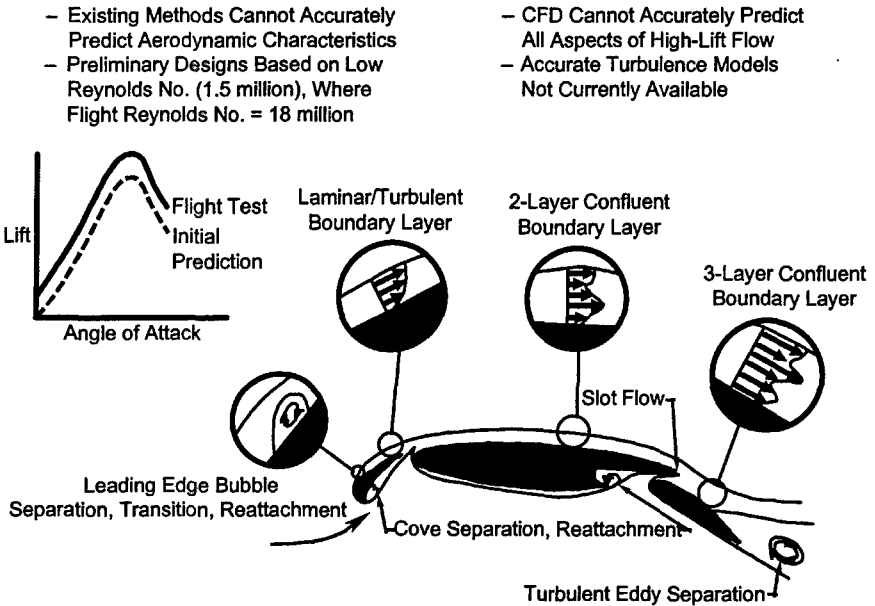 – Existing Methods Cannot Accurately
Predict Aerodynamic Characteristics
– Preliminary Designs Based on Low
Reynolds No. (1.5 million), Where
Flight Reynolds No. = 18 million
– CFD Cannot Accurately Predict
All Aspects of High-Lift Flow
– Accurate Turbulence Models
Not Currently Available
Lift
Flight Test
Initial
Prediction
Angle of Attack
Laminar/Turbulent
Boundary Layer
2-Layer Confluent
Boundary Layer
3-Layer Confluent
Boundary Layer
Slot Flow
Leading Edge Bubble
Separation, Transition, Reattachment
Cove Separation, Reattachment
Turbulent Eddy Separation